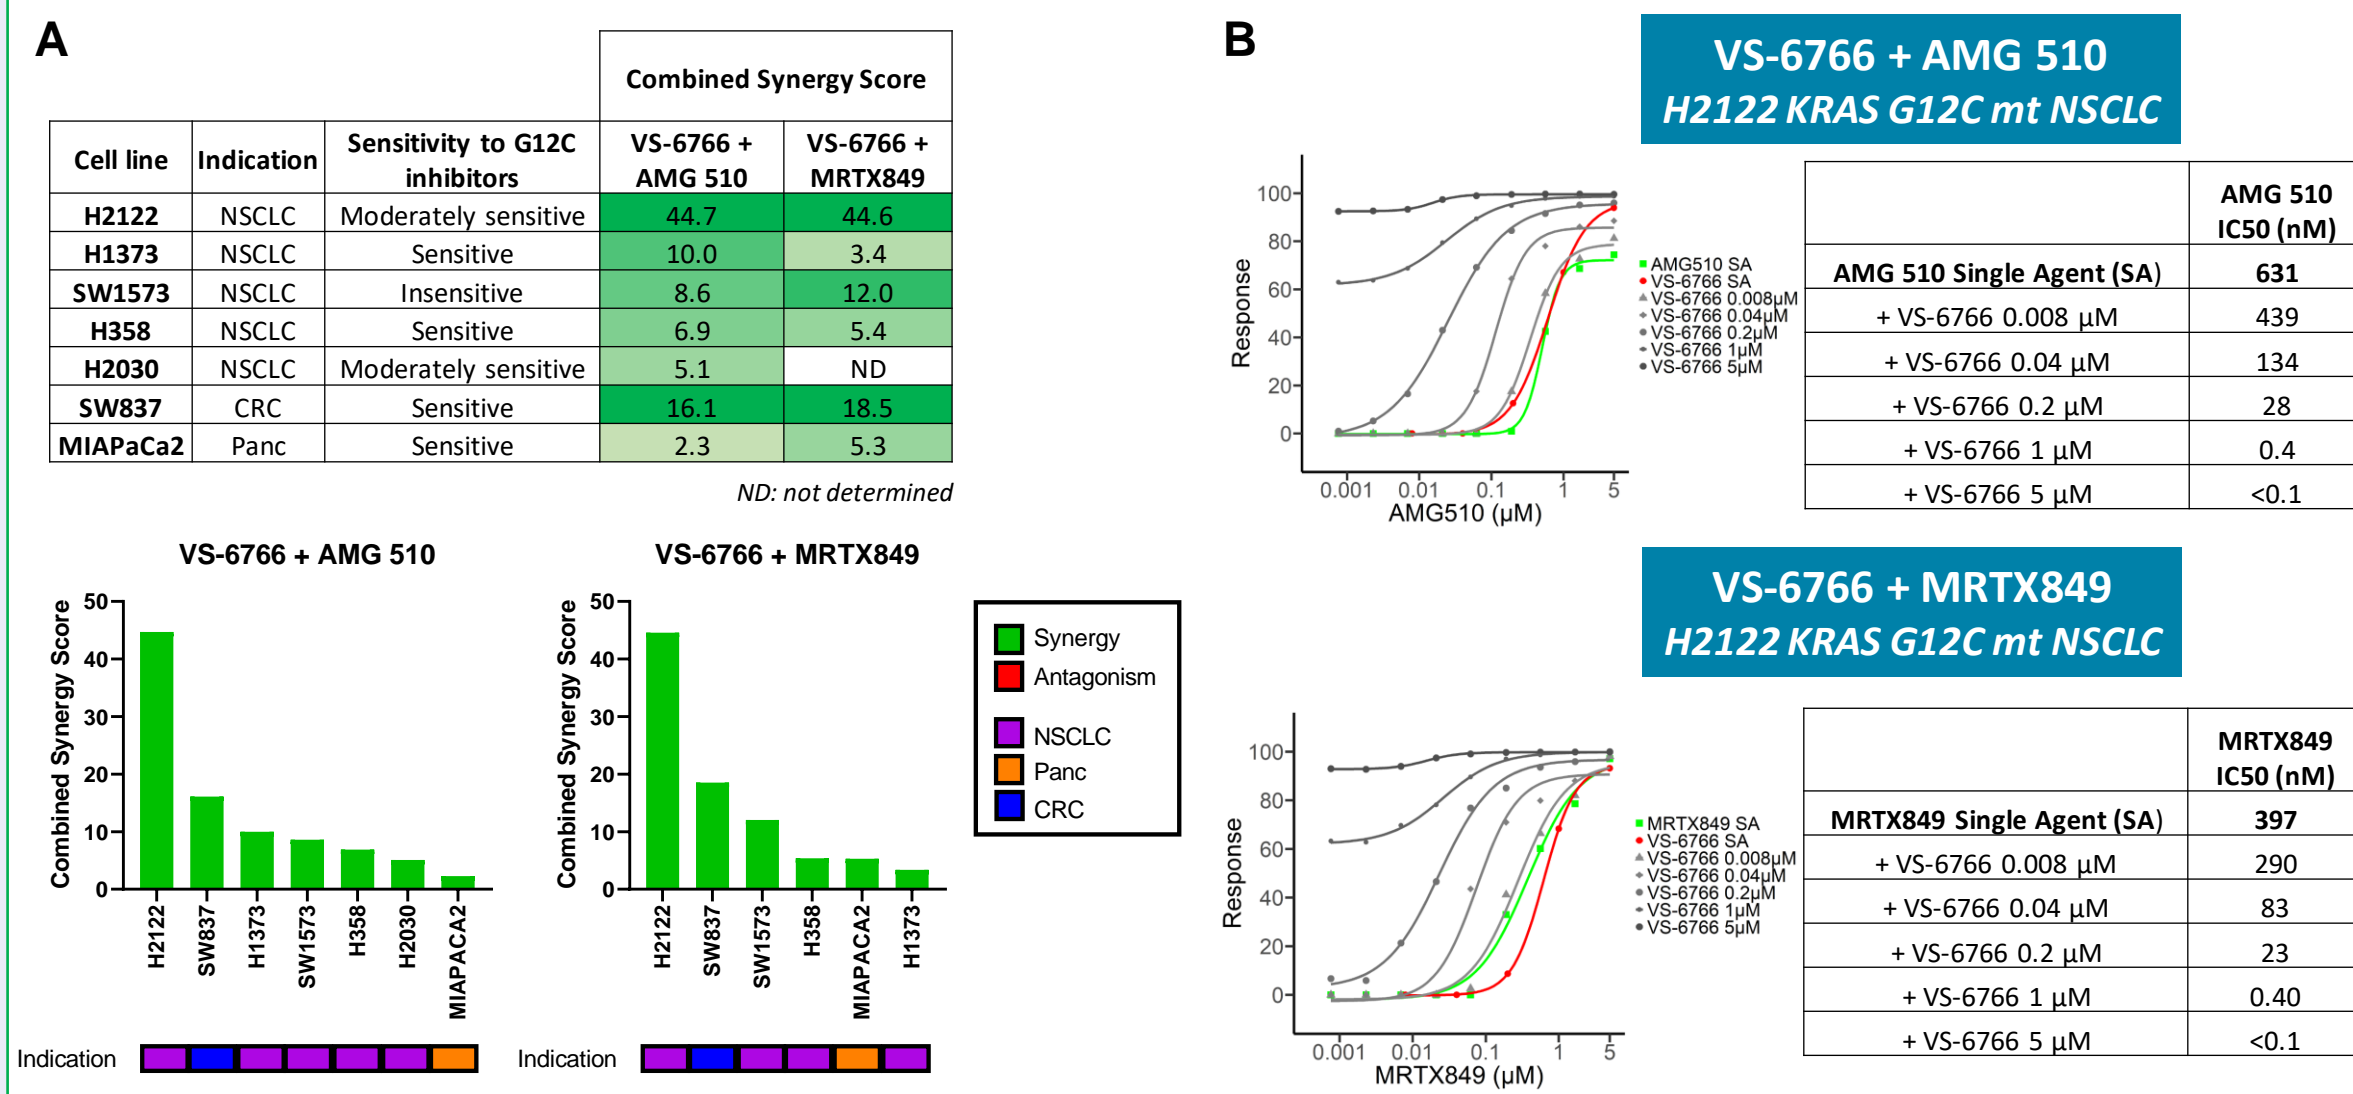 A
Combined Synergy Score
Cell line Indication Sensitivity to G12C inhibitors VS-6766 + AMG 510 VS-6766 + MRTX849
H2122 NSCLC Moderately sensitive 44.7 44.6
H1373 NSCLC Sensitive 10.0 3.4
SW1573 NSCLC Insensitive 8.6 12.0
H358 NSCLC Sensitive 6.9 5.4
H2030 NSCLC Moderately sensitive 5.1 ND
SW837 CRC Sensitive 16.1 18.5
MIAPaCa2 Panc Sensitive 2.3 5.3
ND: not determined
VS-6766 + AMG 510
Combined Synergy Score
50
40
30
20
10
0
H2122
SW837
H1373
SW1573
H358
H2030
MIAPACA2
Indication
VS-6766 + MRTX849
Combined Synergy Score
50
40
30
20
10
0
H2122
SW837
SW1573
H358
MIAPACA2
H1373
Indication
Synergy
Antagonism
NSCLC
Panc
CRC
B
VS-6766 + AMG 510
H2122 KRAS G12C mt NSCLC
Response
100
80
60
40
20
0
0.001 0.01 0.1 1 5
AMG510 (µM)
AMG510 SA
VS-6766 SA
VS-6766 0.008µM
VS-6766 0.04µM
VS-6766 0.2µM
VS-6766 1µM
VS-6766 5µM
AMG 510
IC50 (nM)
AMG 510 Single Agent (SA) 631
+ VS-6766 0.008 µM 439
+ VS-6766 0.04 µM 134
+ VS-6766 0.2 µM 28
+ VS-6766 1 µM 0.4
+ VS-6766 5 µM <0.1
VS-6766 + MRTX849
H2122 KRAS G12C mt NSCLC
Response
100
80
60
40
20
0
0.001 0.01 0.1 1 5
MRTX849 (µM)
MRTX849 SA
VS-6766 SA
VS-6766 0.008µM
VS-6766 0.04µM
VS-6766 0.2µM
VS-6766 1µM
VS-6766 5µM
MRTX849
IC50 (nM)
MRTX849 Single Agent (SA) 397
+ VS-6766 0.008 µM 290
+ VS-6766 0.04 µM 83
+ VS-6766 0.2 µM 23
+ VS-6766 1 µM 0.40
+ VS-6766 5 µM <0.1